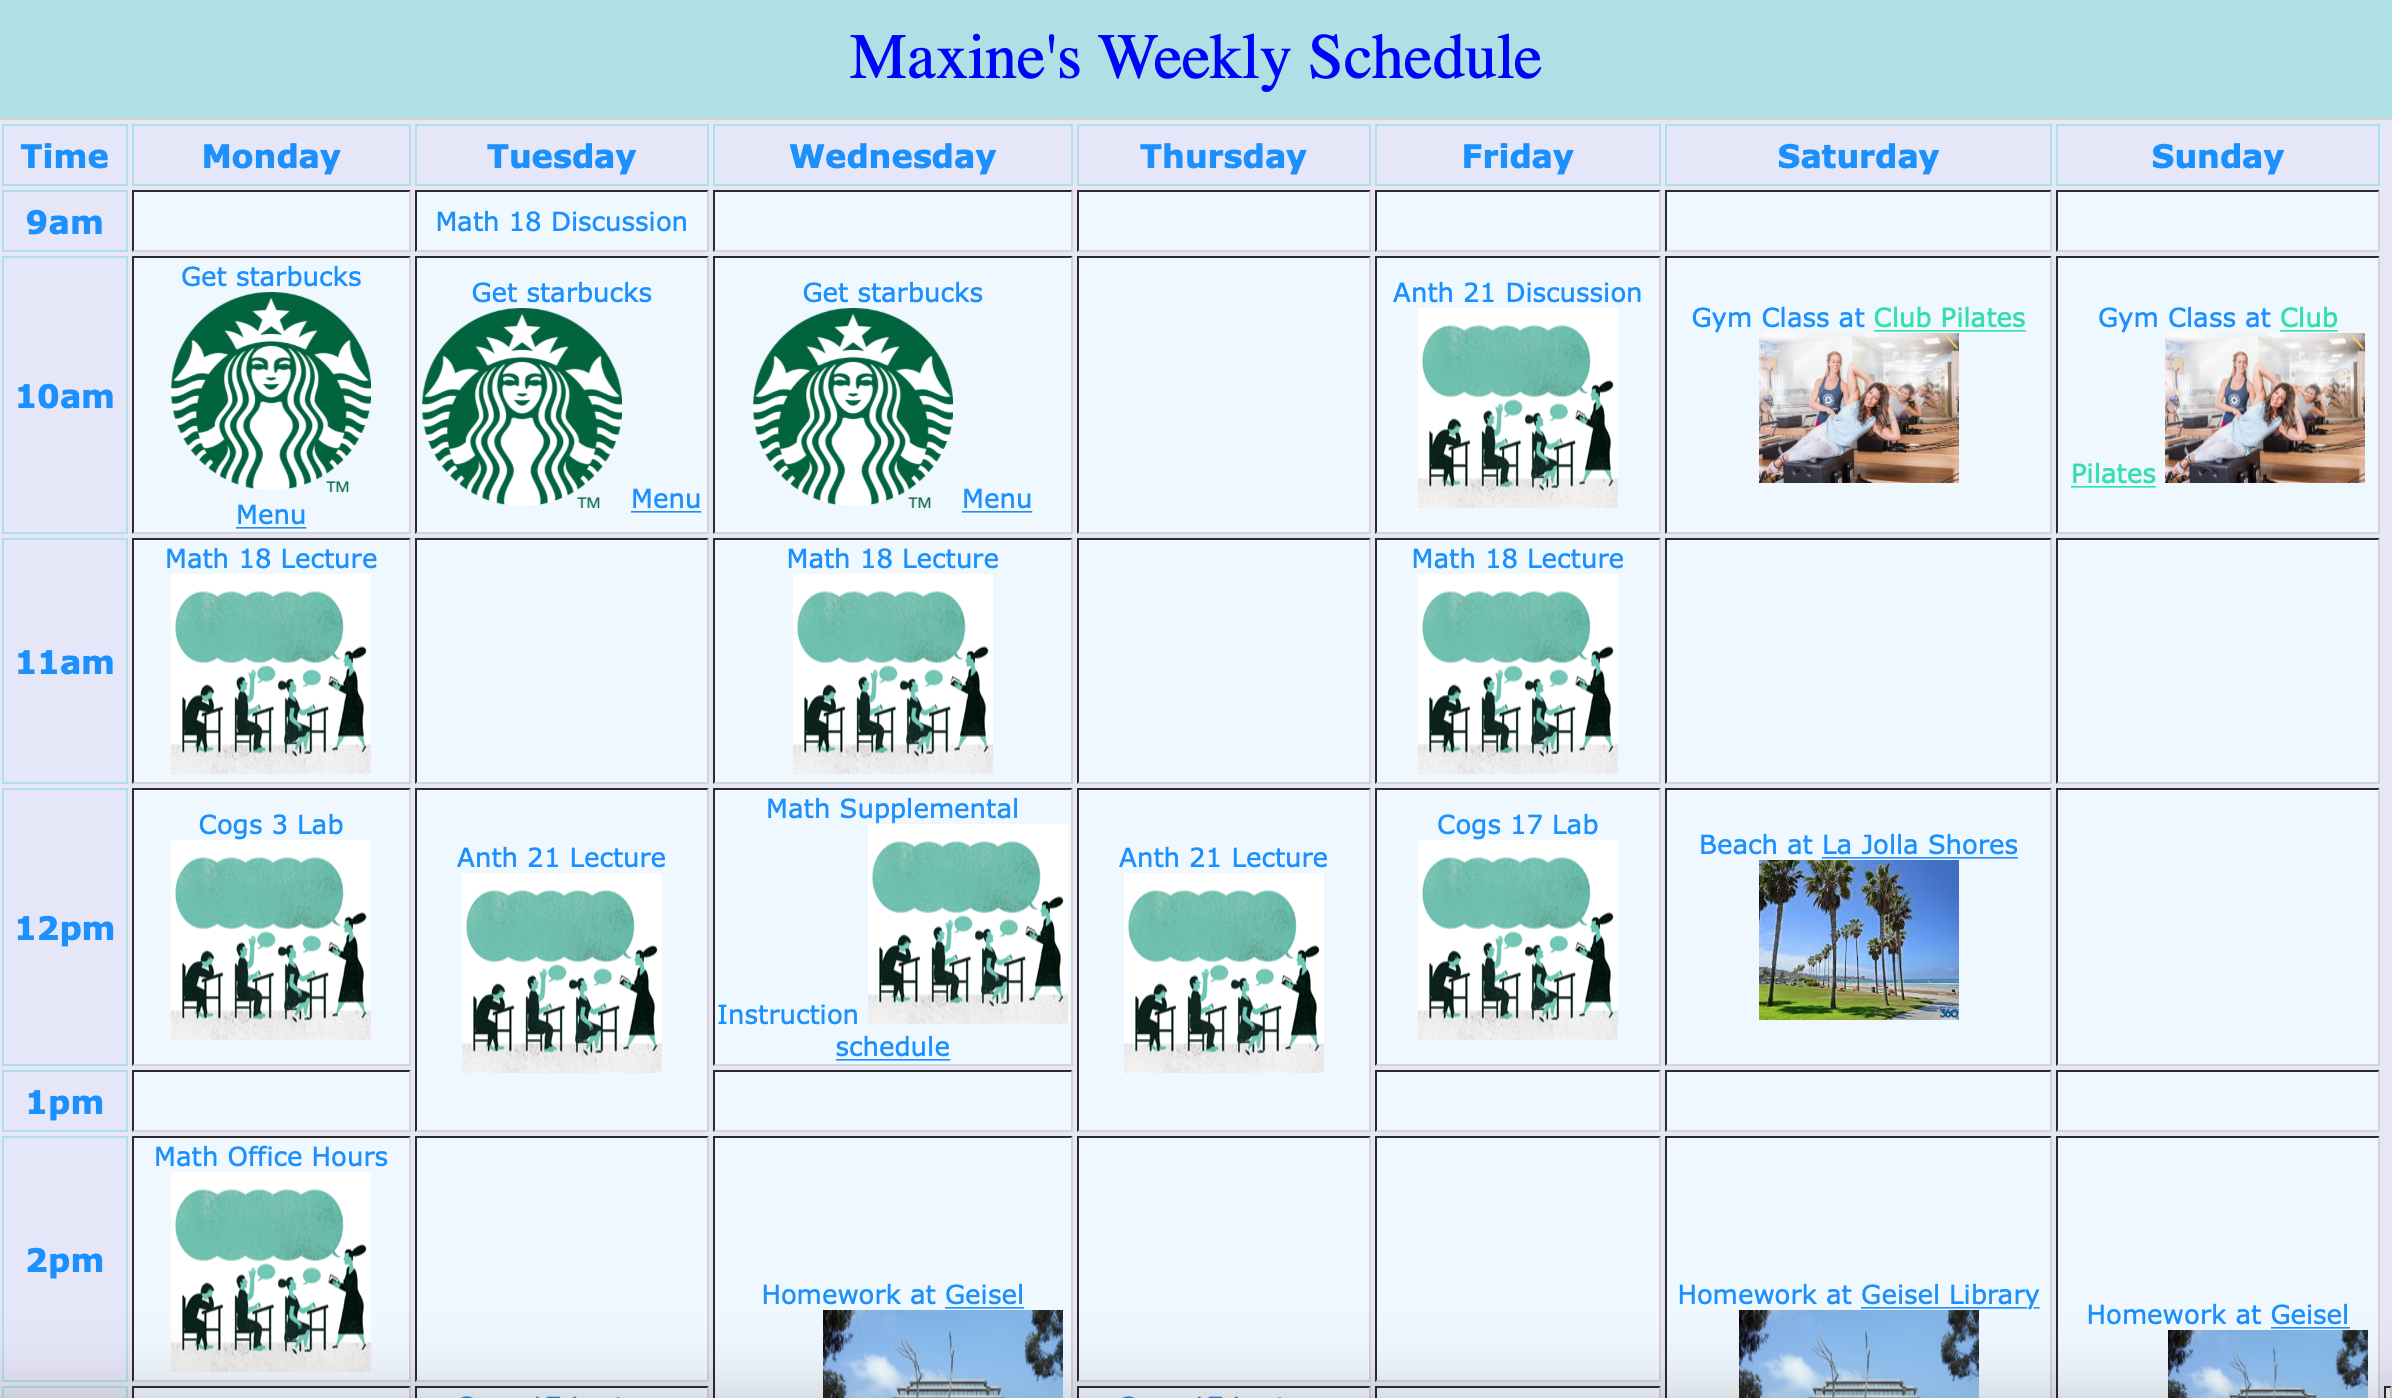 Maxine's Weekly Schedule
Time Monday Tuesday Wednesday Thursday Friday Saturday Sunday
9am
Math 18 Discussion
10am
Get starbucks
TM
Menu
Get starbucks
TM Menu
Get starbucks
TM Menu
Anth 21 Discussion
Gym Class at Club Pilates
Gym Class at Club
Pilates
11am
Math 18 Lecture
Math 18 Lecture
Math 18 Lecture
12pm
Cogs 3 Lab
Anth 21 Lecture
Math Supplemental
Instruction
schedule
Anth 21 Lecture
Cogs 17 Lab
Beach at La Jolla Shores
360
1pm
2pm
Math Office Hours
Homework at Geisel
Homework at Geisel Library
Homework at Geisel